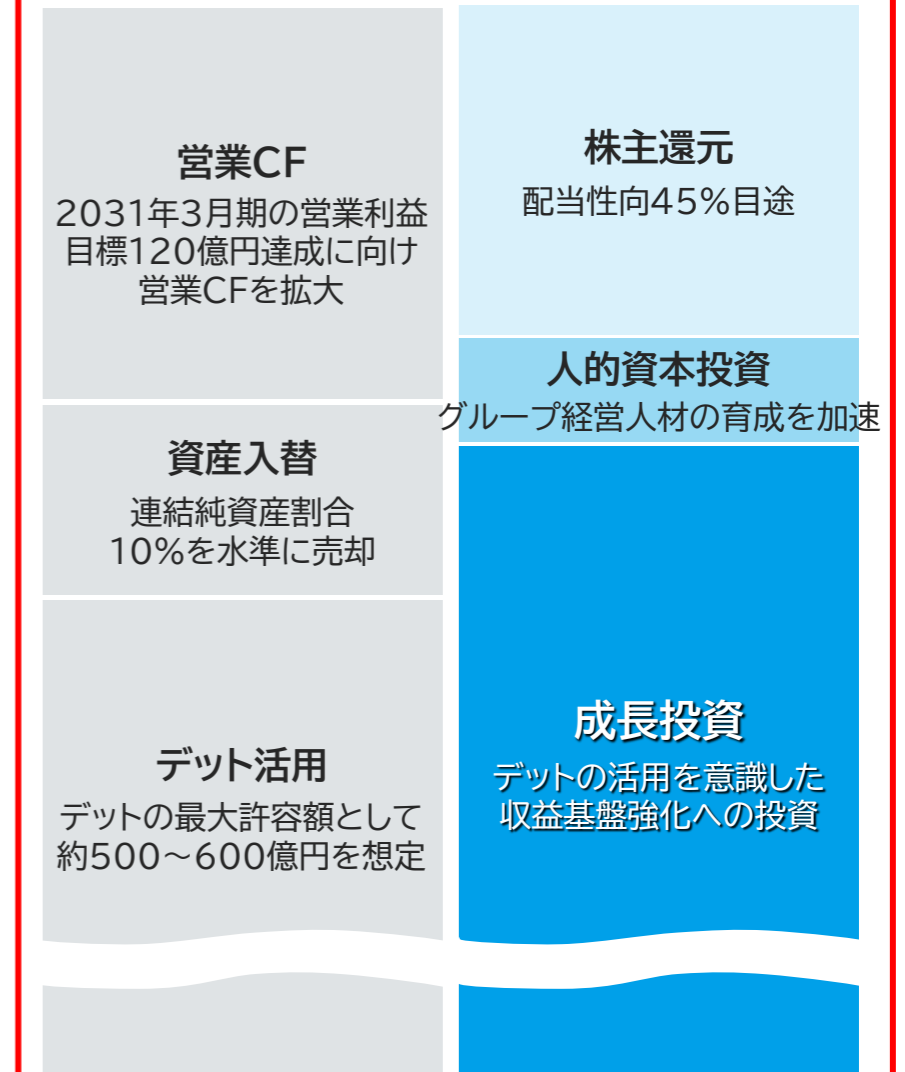 営業CF
2031年3月期の営業利益
目標120億円達成に向け
営業CFを拡大
資産入替
連結純資産割合
10%を水準に売却
デット活用
デットの最大許容額として
約500～600億円を想定
株主還元
配当性向45%目途
人的資本投資
グループ経営人材の育成を加速
成長投資
デットの活用を意識した
収益基盤強化への投資